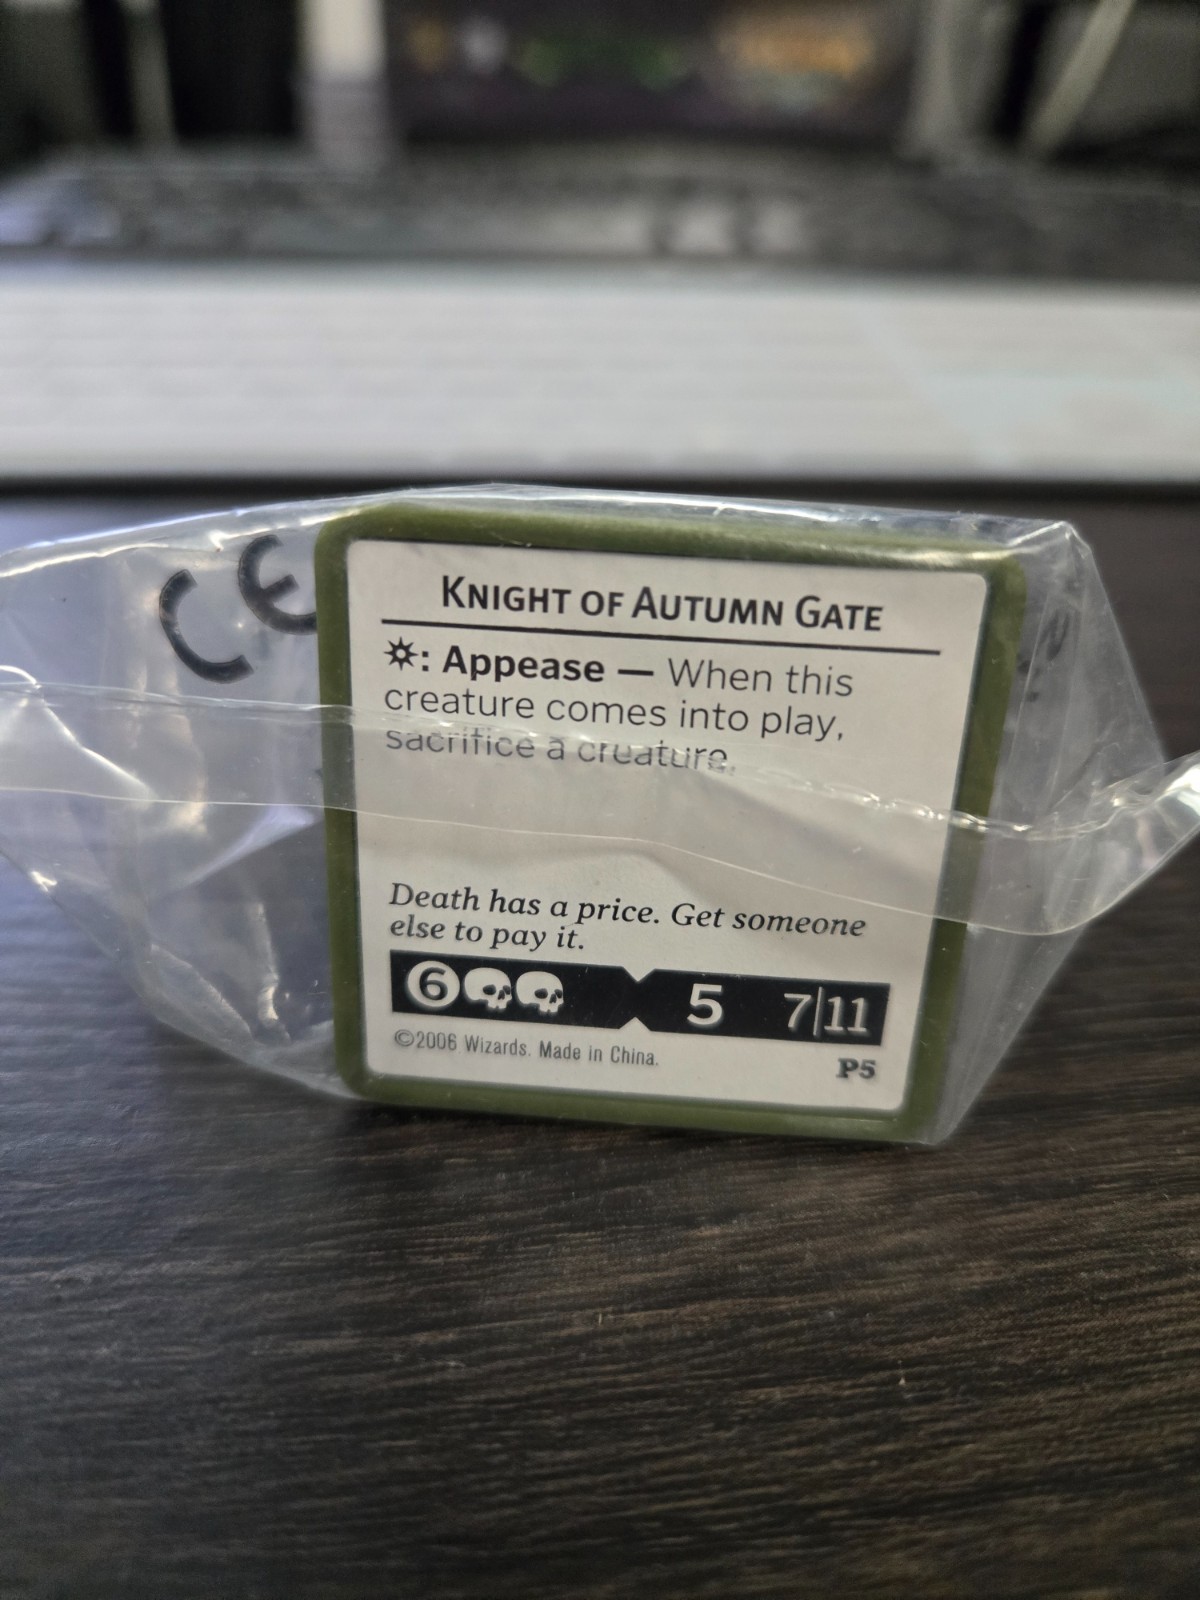 CE
KNIGHT OF AUTUMN GATE
: Appease — When this
creature comes into play,
sacrifice a creature.
Death has a price. Get someone
else to pay it.
6 5 7|11
©2006 Wizards. Made in China.
P5